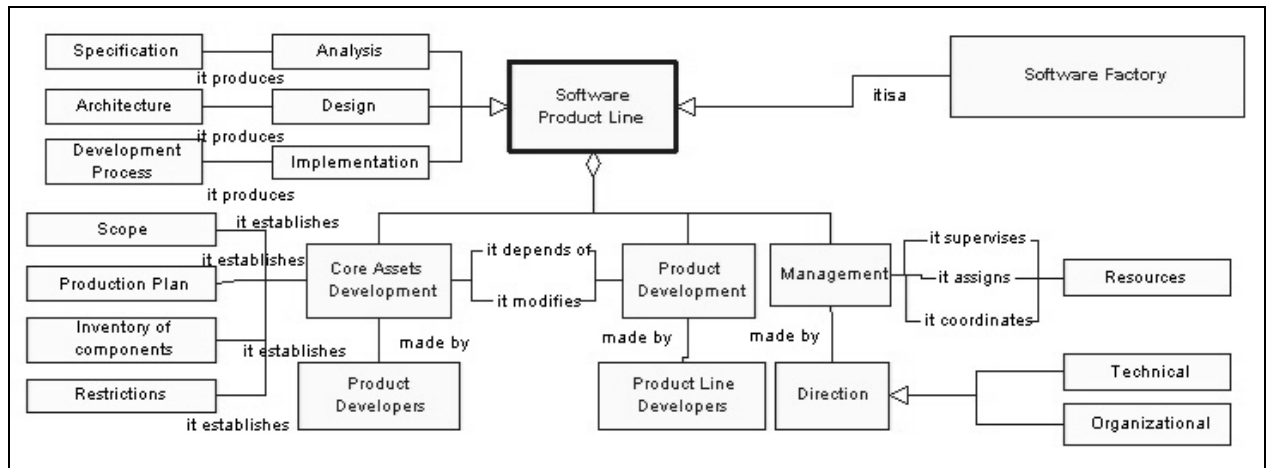 Specification
Analysis
it produces
Architecture
Design
it produces
Development
Process
Implementation
it produces
Software
Product Line
itisa
Software Factory
Scope
it establishes
Production Plan
it establishes
Inventory of
components
it establishes
Restrictions
it establishes
Core Assets
Development
it depends of
it modifies
Product
Development
Management
it supervises
it assigns
it coordinates
Resources
made by
made by
made by
Product
Developers
Product Line
Developers
Direction
Technical
Organizational